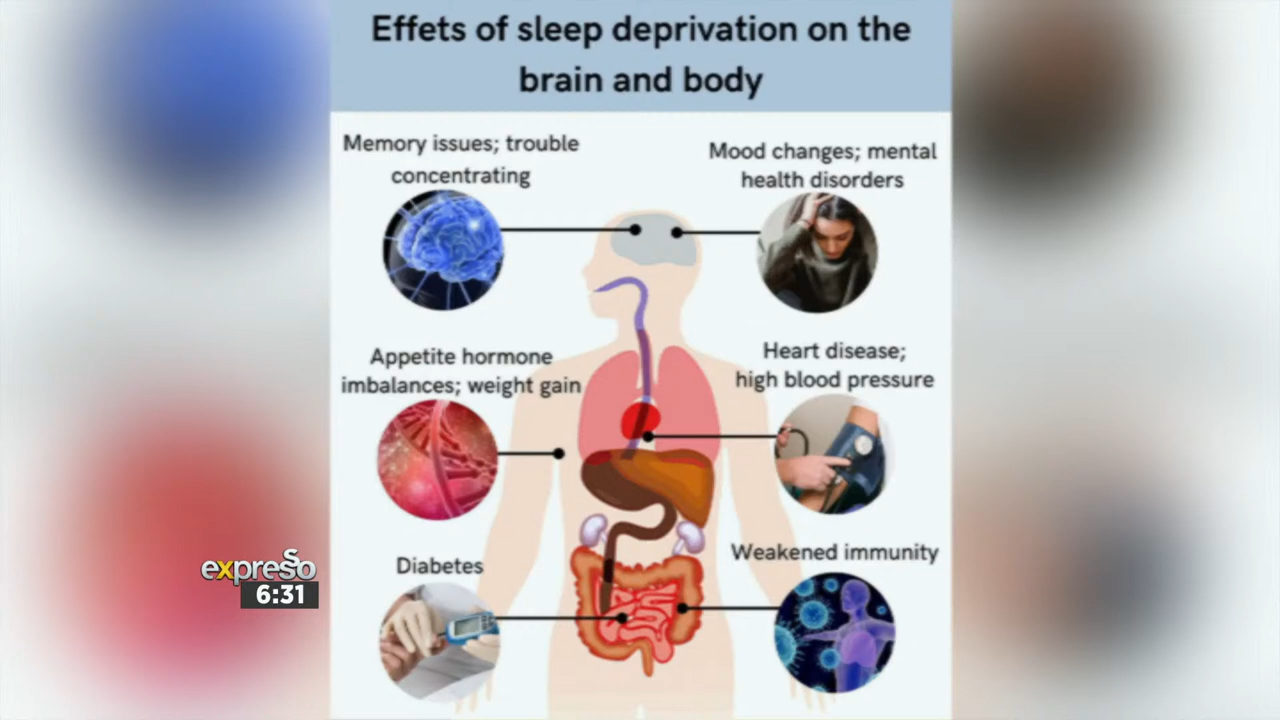 Effets of sleep deprivation on the
brain and body
Memory issues; trouble
concentrating
Mood changes; mental
health disorders
Appetite hormone
imbalances; weight gain
Heart disease;
high blood pressure
Diabetes
Weakened immunity
expresso
6:31